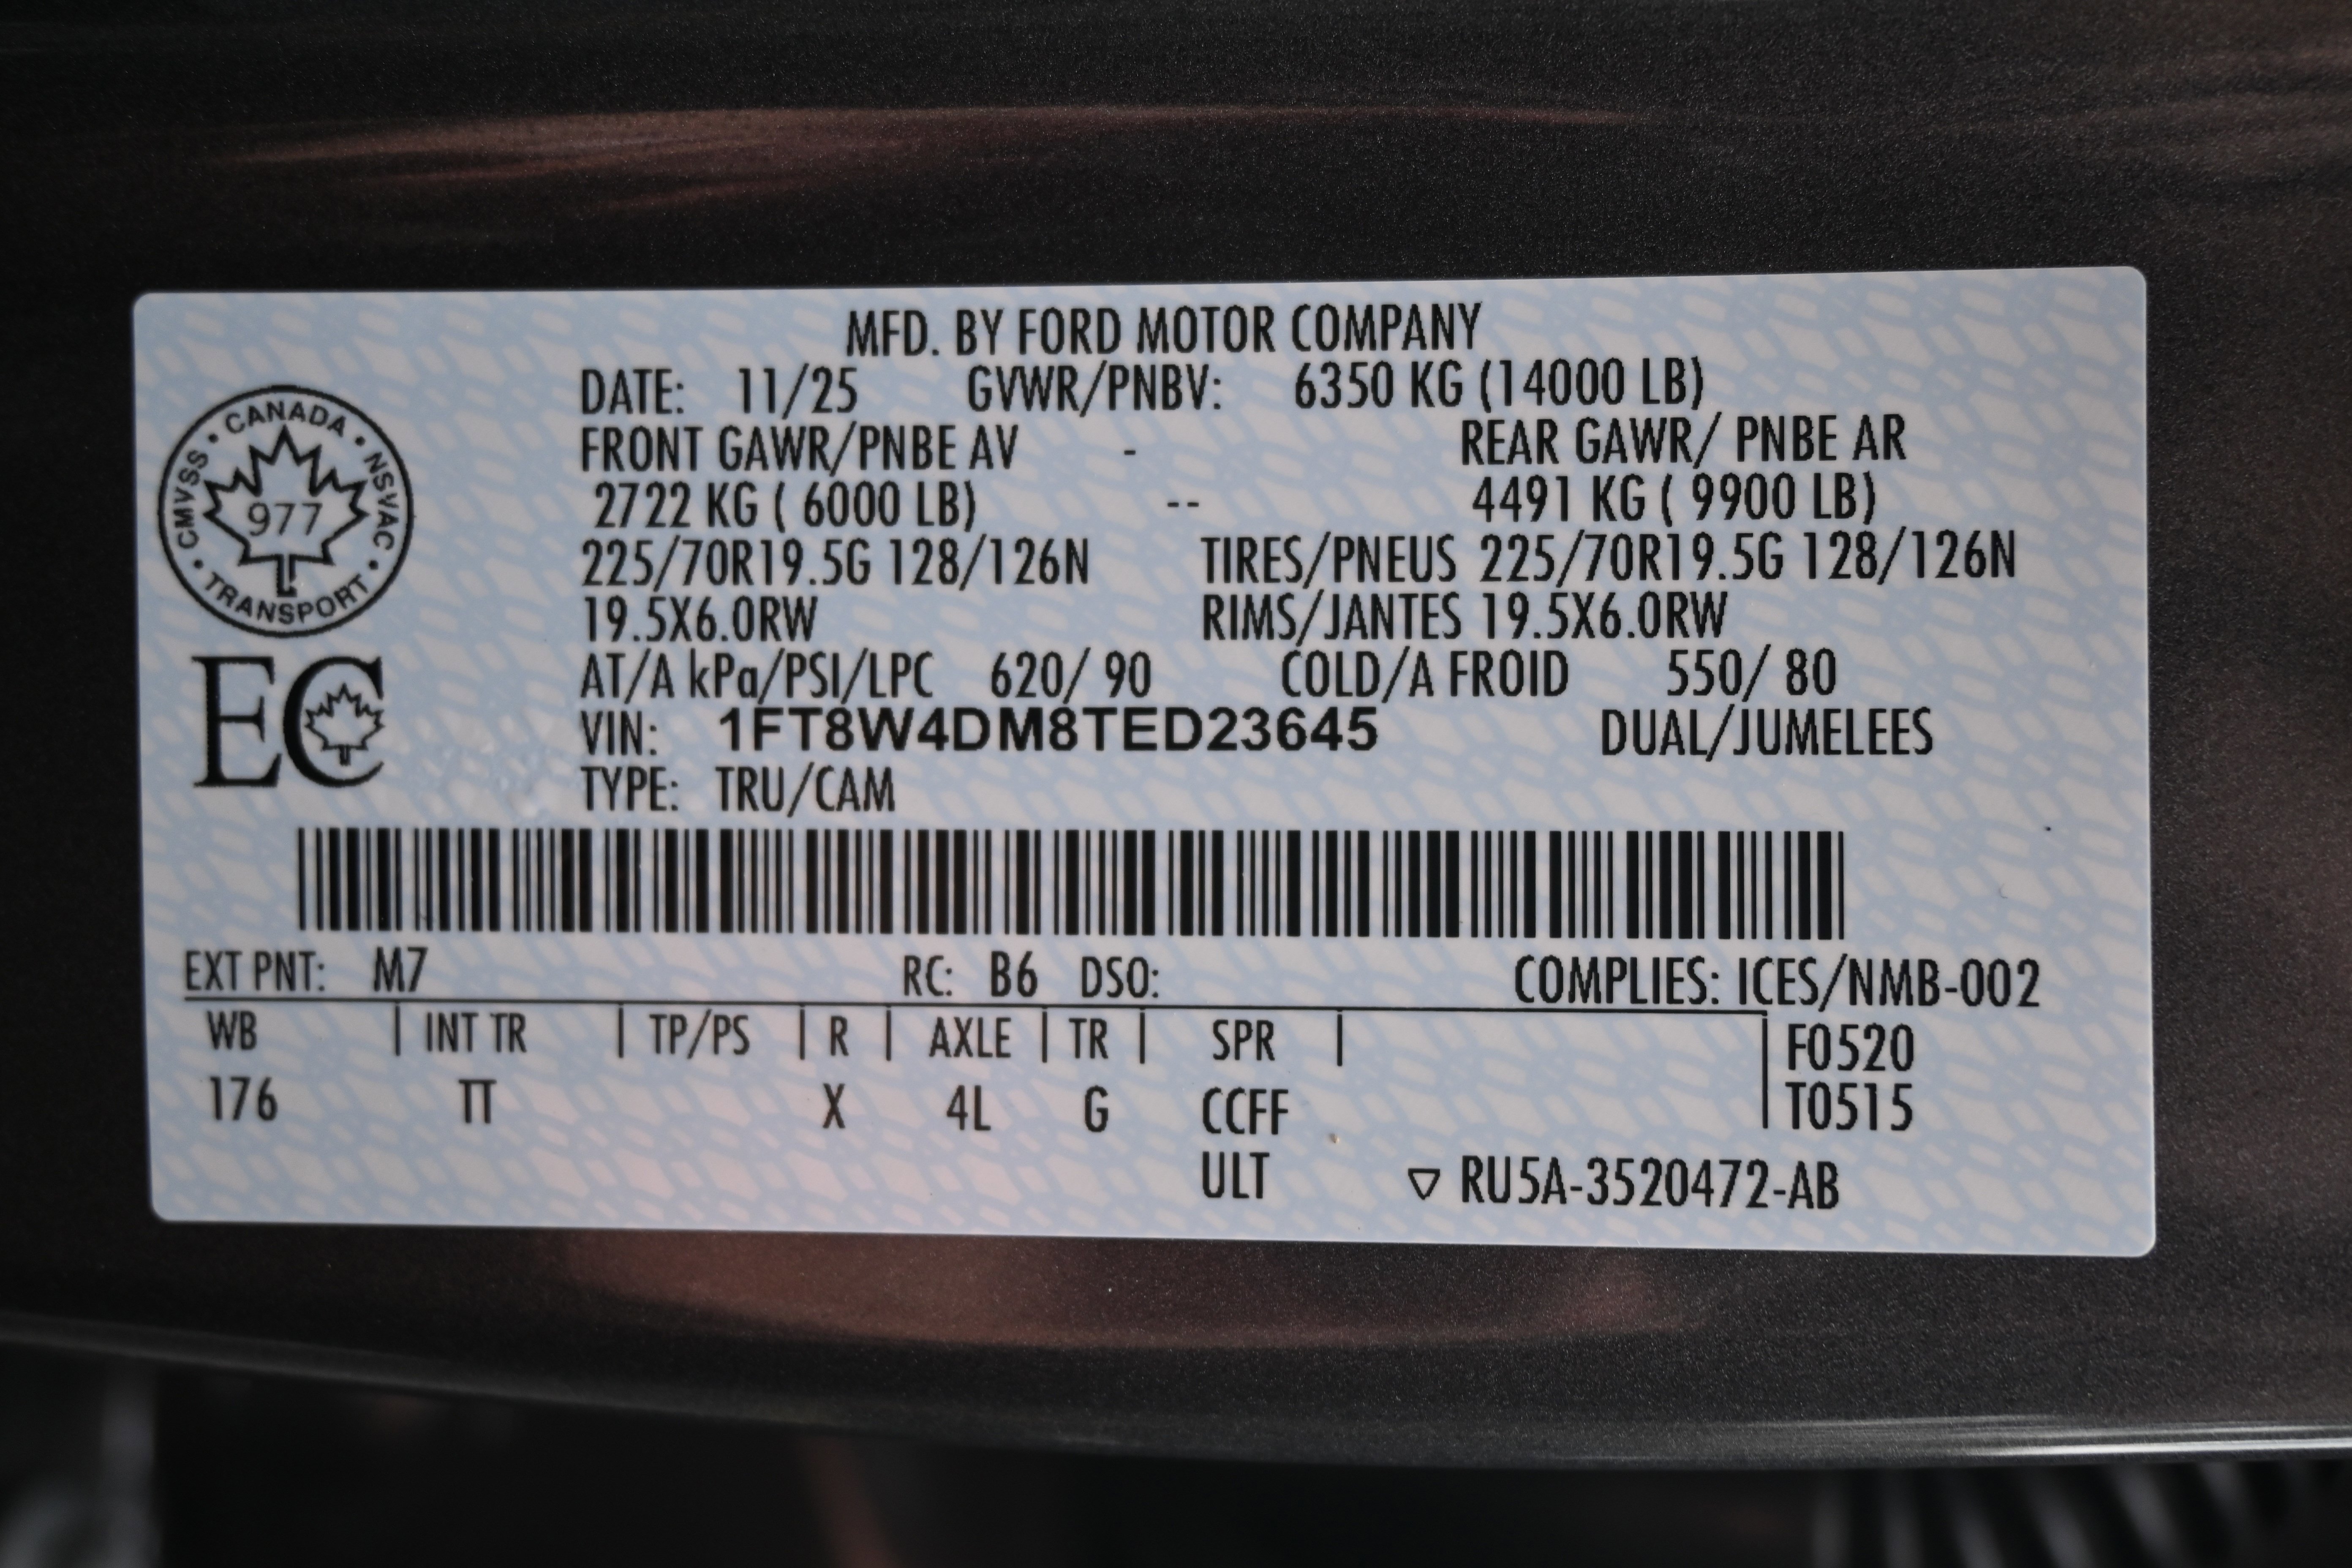 MFD. BY FORD MOTOR COMPANY
DATE: 11/25 GVWR/PNBV: 6350 KG (14000 LB)
FRONT GAWR/PNBE AV - REAR GAWR/ PNBE AR
2722 KG ( 6000 LB) -- 4491 KG ( 9900 LB)
225/70R19.5G 128/126N TIRES/PNEUS 225/70R19.5G 128/126N
19.5X6.0RW RIMS/JANTES 19.5X6.0RW
AT/A kPa/PSI/LPC 620/ 90 COLD/A FROID 550/ 80
VIN: 1FT8W4DM8TED23645 DUAL/JUMELEES
TYPE: TRU/CAM
CANADA • NSVAC • TRANSPORT • CMVSS •
977
EC
EXT PNT: M7 RC: B6 DSO: COMPLIES: ICES/NMB-002
WB | INT TR | TP/PS | R | AXLE | TR | SPR | F0520
176 TT X 4L G CCFF T0515
ULT ▽ RU5A-3520472-AB